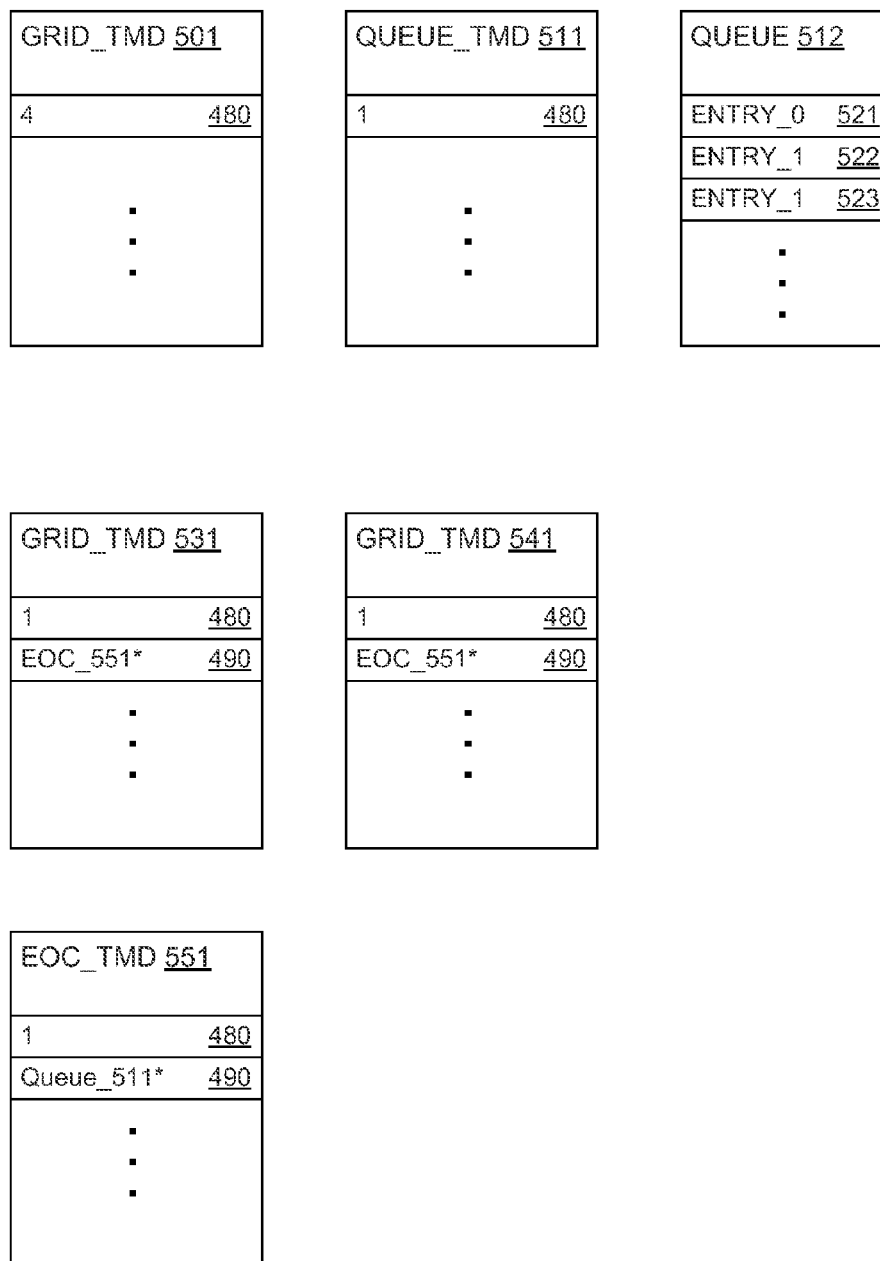 GRID_TMD 501
4 480
QUEUE_TMD 511
1 480
QUEUE 512
ENTRY_0 521
ENTRY_1 522
ENTRY_1 523
GRID_TMD 531
1 480
EOC_551* 490
GRID_TMD 541
1 480
EOC_551* 490
EOC_TMD 551
1 480
Queue_511* 490